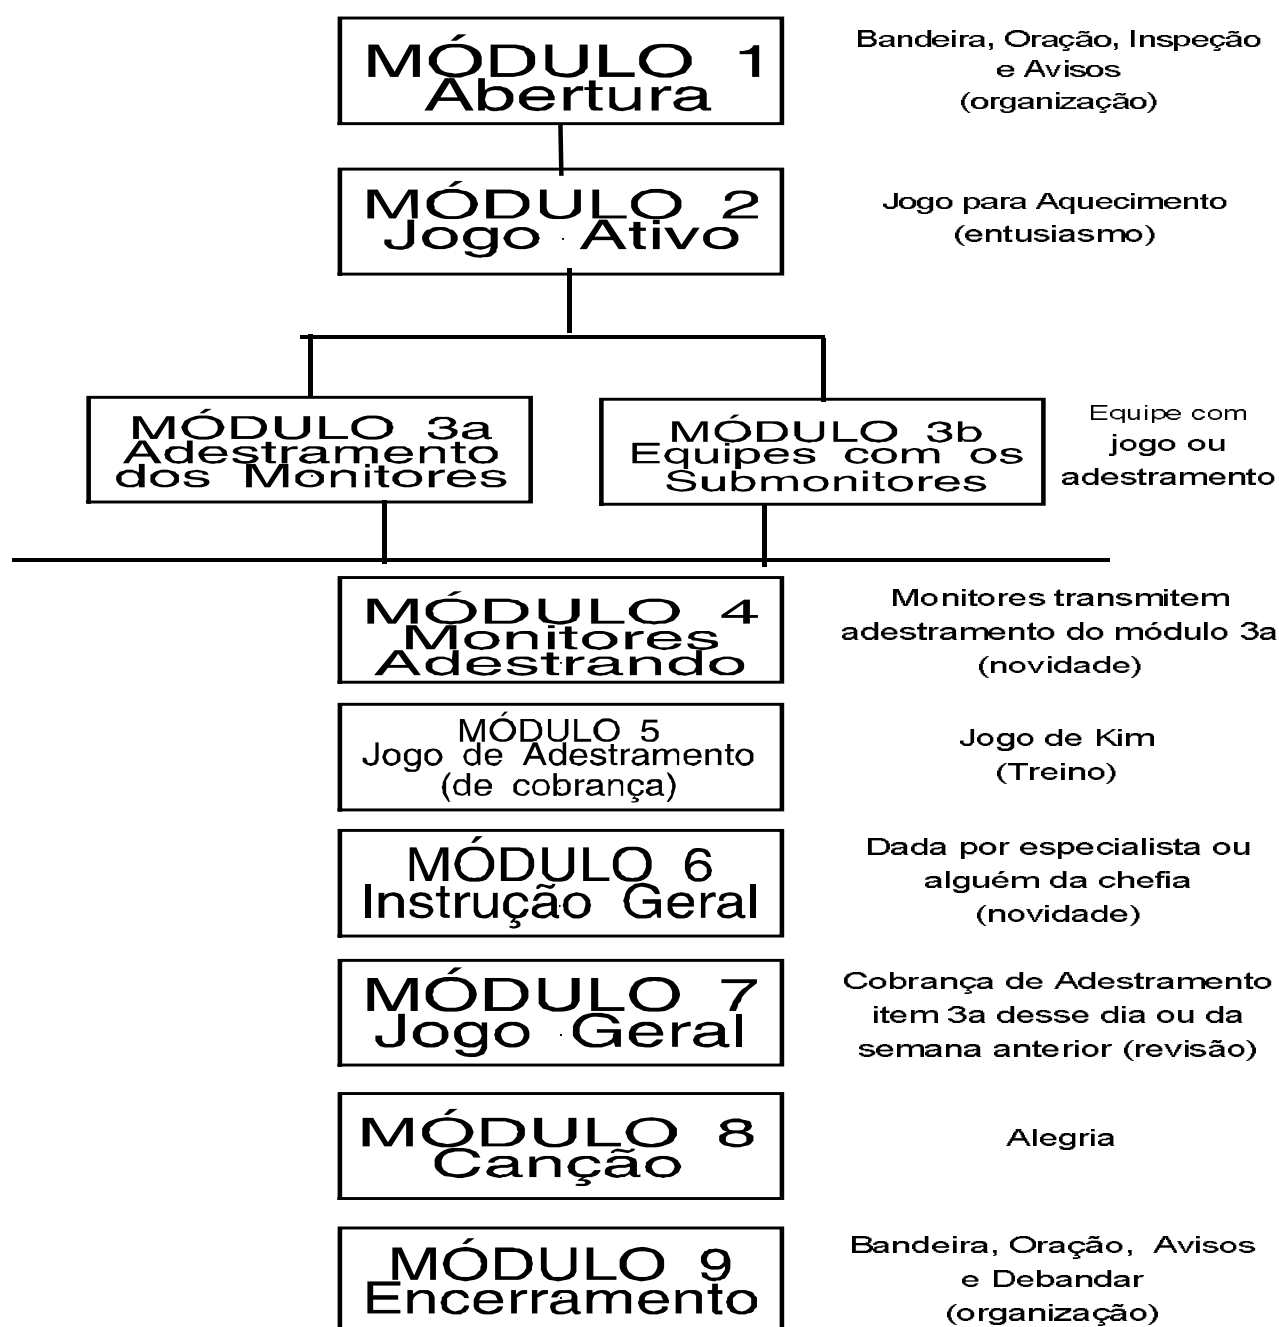 MÓDULO 1
Abertura
Bandeira, Oração, Inspeção
e Avisos
(organização)
MÓDULO 2
Jogo Ativo
Jogo para Aquecimento
(entusiasmo)
MÓDULO 3a
Adestramento
dos Monitores
MÓDULO 3b
Equipes com os
Submonitores
Equipe com
jogo ou
adestramento
MÓDULO 4
Monitores
Adestrando
Monitores transmitem
adestramento do módulo 3a
(novidade)
MÓDULO 5
Jogo de Adestramento
(de cobrança)
Jogo de Kim
(Treino)
MÓDULO 6
Instrução Geral
Dada por especialista ou
alguém da chefia
(novidade)
MÓDULO 7
Jogo Geral
Cobrança de Adestramento
item 3a desse dia ou da
semana anterior (revisão)
MÓDULO 8
Canção
Alegria
MÓDULO 9
Encerramento
Bandeira, Oração, Avisos
e Debandar
(organização)